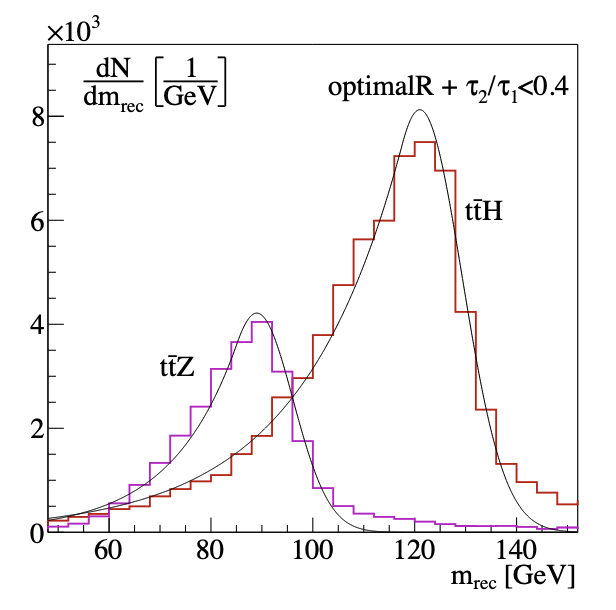 ×10³
dN/dm_rec [1/GeV]
optimalR + τ₂/τ₁<0.4
8
tt̄H
6
4
tt̄Z
2
0
60 80 100 120 140
m_rec [GeV]